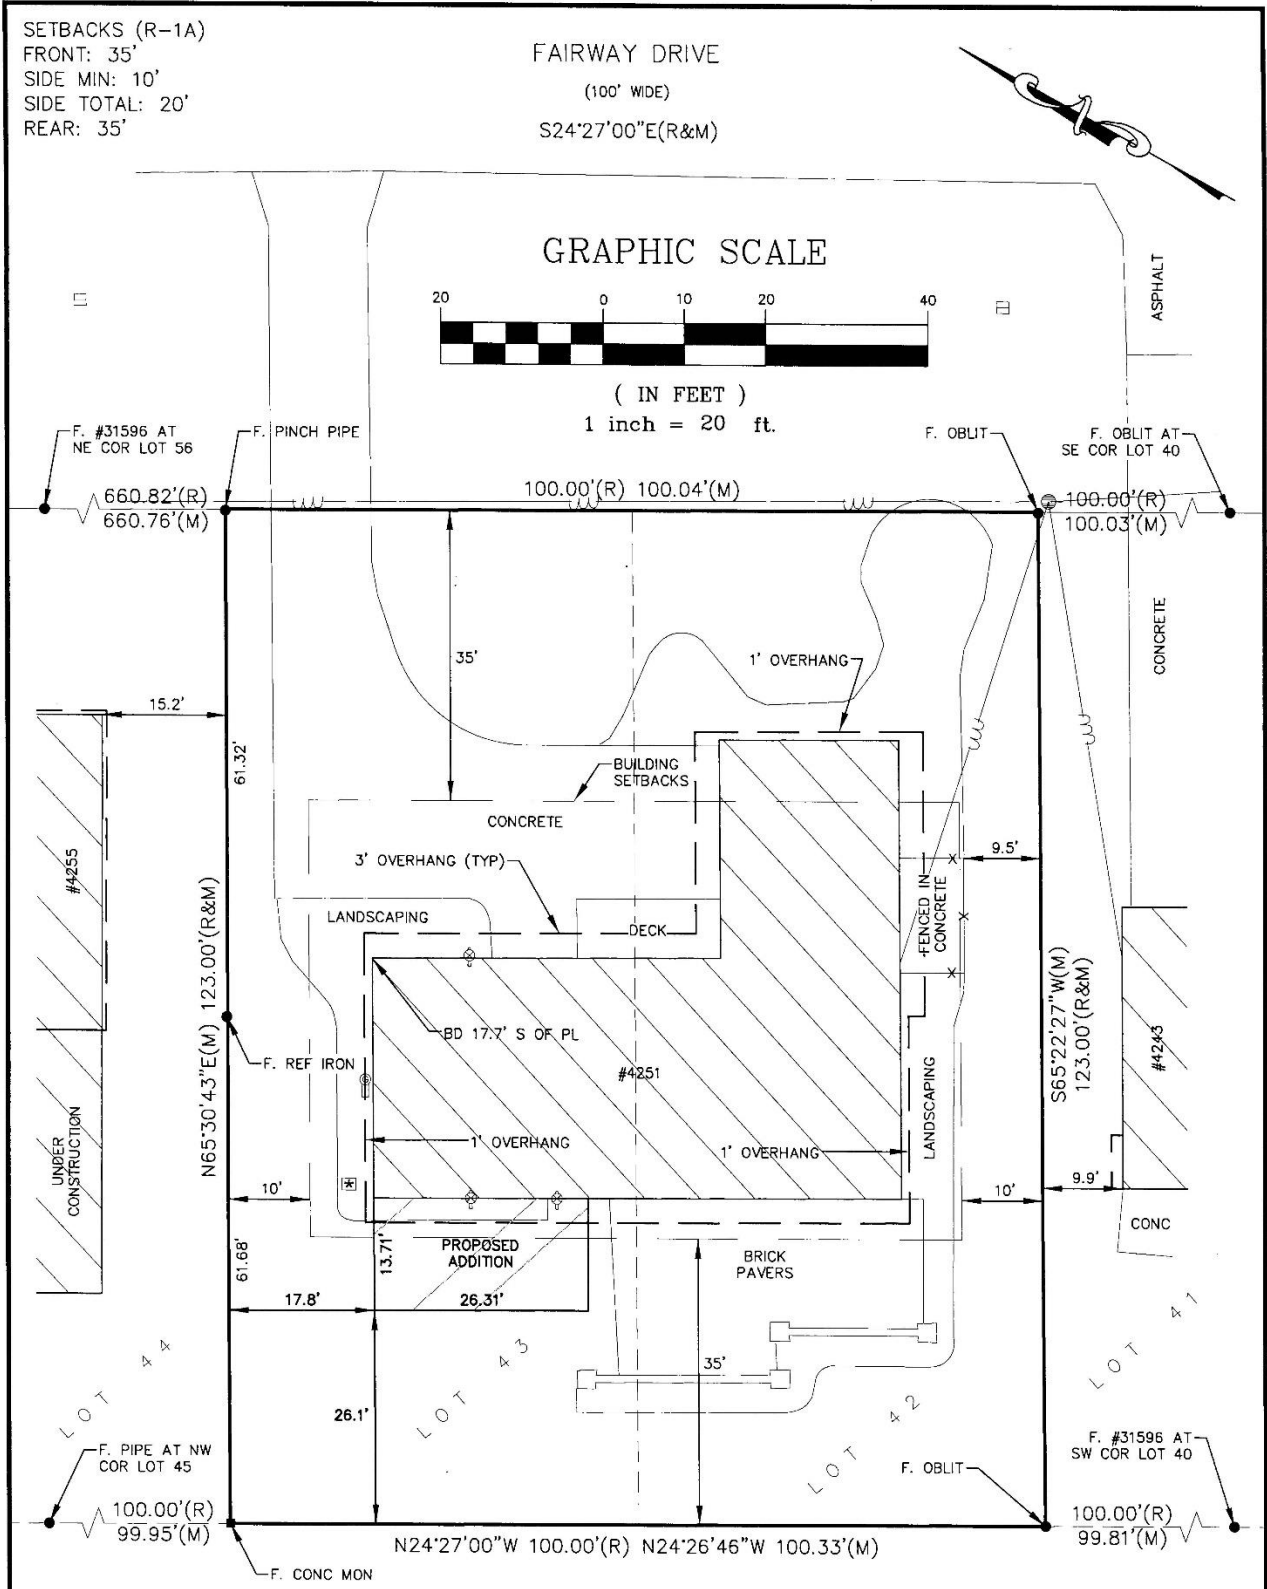 SETBACKS (R-1A)
FRONT: 35'
SIDE MIN: 10'
SIDE TOTAL: 20'
REAR: 35'
FAIRWAY DRIVE
(100' WIDE)
S24°27'00"E(R&M)
N
GRAPHIC SCALE
20 0 10 20 40
( IN FEET )
1 inch = 20 ft.
ASPHALT
F. #31596 AT
NE COR LOT 56
F. PINCH PIPE
F. OBLIT
F. OBLIT AT
SE COR LOT 40
660.82'(R)
660.76'(M)
100.00'(R) 100.04'(M)
100.00'(R)
100.03'(M)
CONCRETE
35'
1' OVERHANG
15.2'
61.32'
BUILDING
SETBACKS
CONCRETE
3' OVERHANG (TYP)
9.5'
#4255
LANDSCAPING
DECK
FENCED IN
CONCRETE
N65°30'43"E(M) 123.00'(R&M)
BD 17.7' S OF PL
S65°22'27"W(M)
123.00'(R&M)
#4243
F. REF IRON
#4251
LANDSCAPING
UNDER
CONSTRUCTION
1' OVERHANG
1' OVERHANG
10'
10'
9.9'
CONC
61.68'
PROPOSED
ADDITION
13.71'
BRICK
PAVERS
17.8'
26.31'
35'
26.1'
LOT 44
LOT 43
LOT 42
LOT 41
F. PIPE AT NW
COR LOT 45
F. OBLIT
F. #31596 AT
SW COR LOT 40
100.00'(R)
99.95'(M)
N24°27'00"W 100.00'(R) N24°26'46"W 100.33'(M)
100.00'(R)
99.81'(M)
F. CONC MON